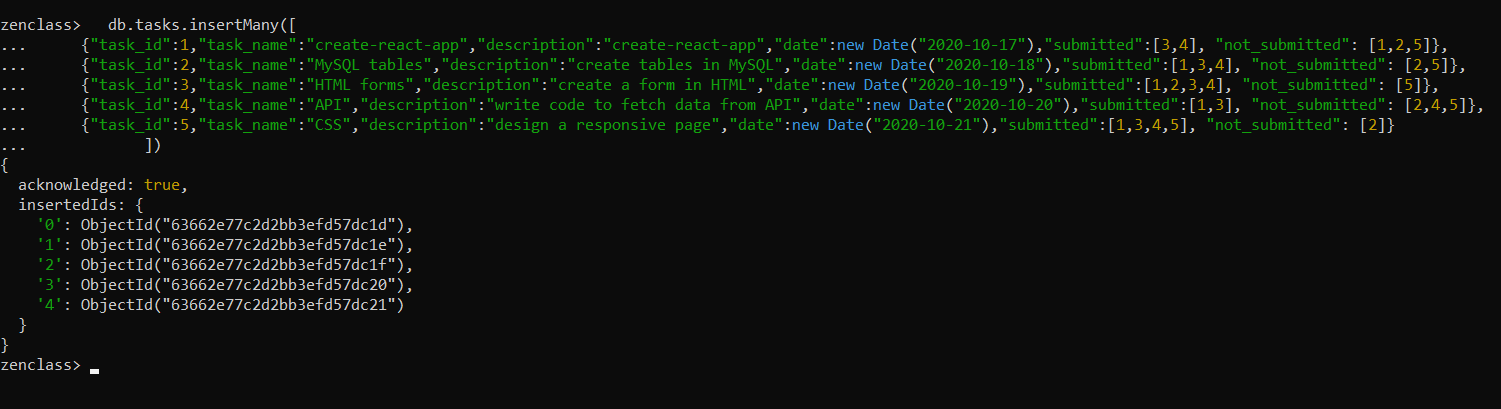 zenclass>   db.tasks.insertMany([
...      {"task_id":1,"task_name":"create-react-app","description":"create-react-app","date":new Date("2020-10-17"),"submitted":[3,4], "not_submitted": [1,2,5]},
...      {"task_id":2,"task_name":"MySQL tables","description":"create tables in MySQL","date":new Date("2020-10-18"),"submitted":[1,3,4], "not_submitted": [2,5]},
...      {"task_id":3,"task_name":"HTML forms","description":"create a form in HTML","date":new Date("2020-10-19"),"submitted":[1,2,3,4], "not_submitted": [5]},
...      {"task_id":4,"task_name":"API","description":"write code to fetch data from API","date":new Date("2020-10-20"),"submitted":[1,3], "not_submitted": [2,4,5]},
...      {"task_id":5,"task_name":"CSS","description":"design a responsive page","date":new Date("2020-10-21"),"submitted":[1,3,4,5], "not_submitted": [2]}
...             ])
{
  acknowledged: true,
  insertedIds: {
    '0': ObjectId("63662e77c2d2bb3efd57dc1d"),
    '1': ObjectId("63662e77c2d2bb3efd57dc1e"),
    '2': ObjectId("63662e77c2d2bb3efd57dc1f"),
    '3': ObjectId("63662e77c2d2bb3efd57dc20"),
    '4': ObjectId("63662e77c2d2bb3efd57dc21")
  }
}
zenclass>